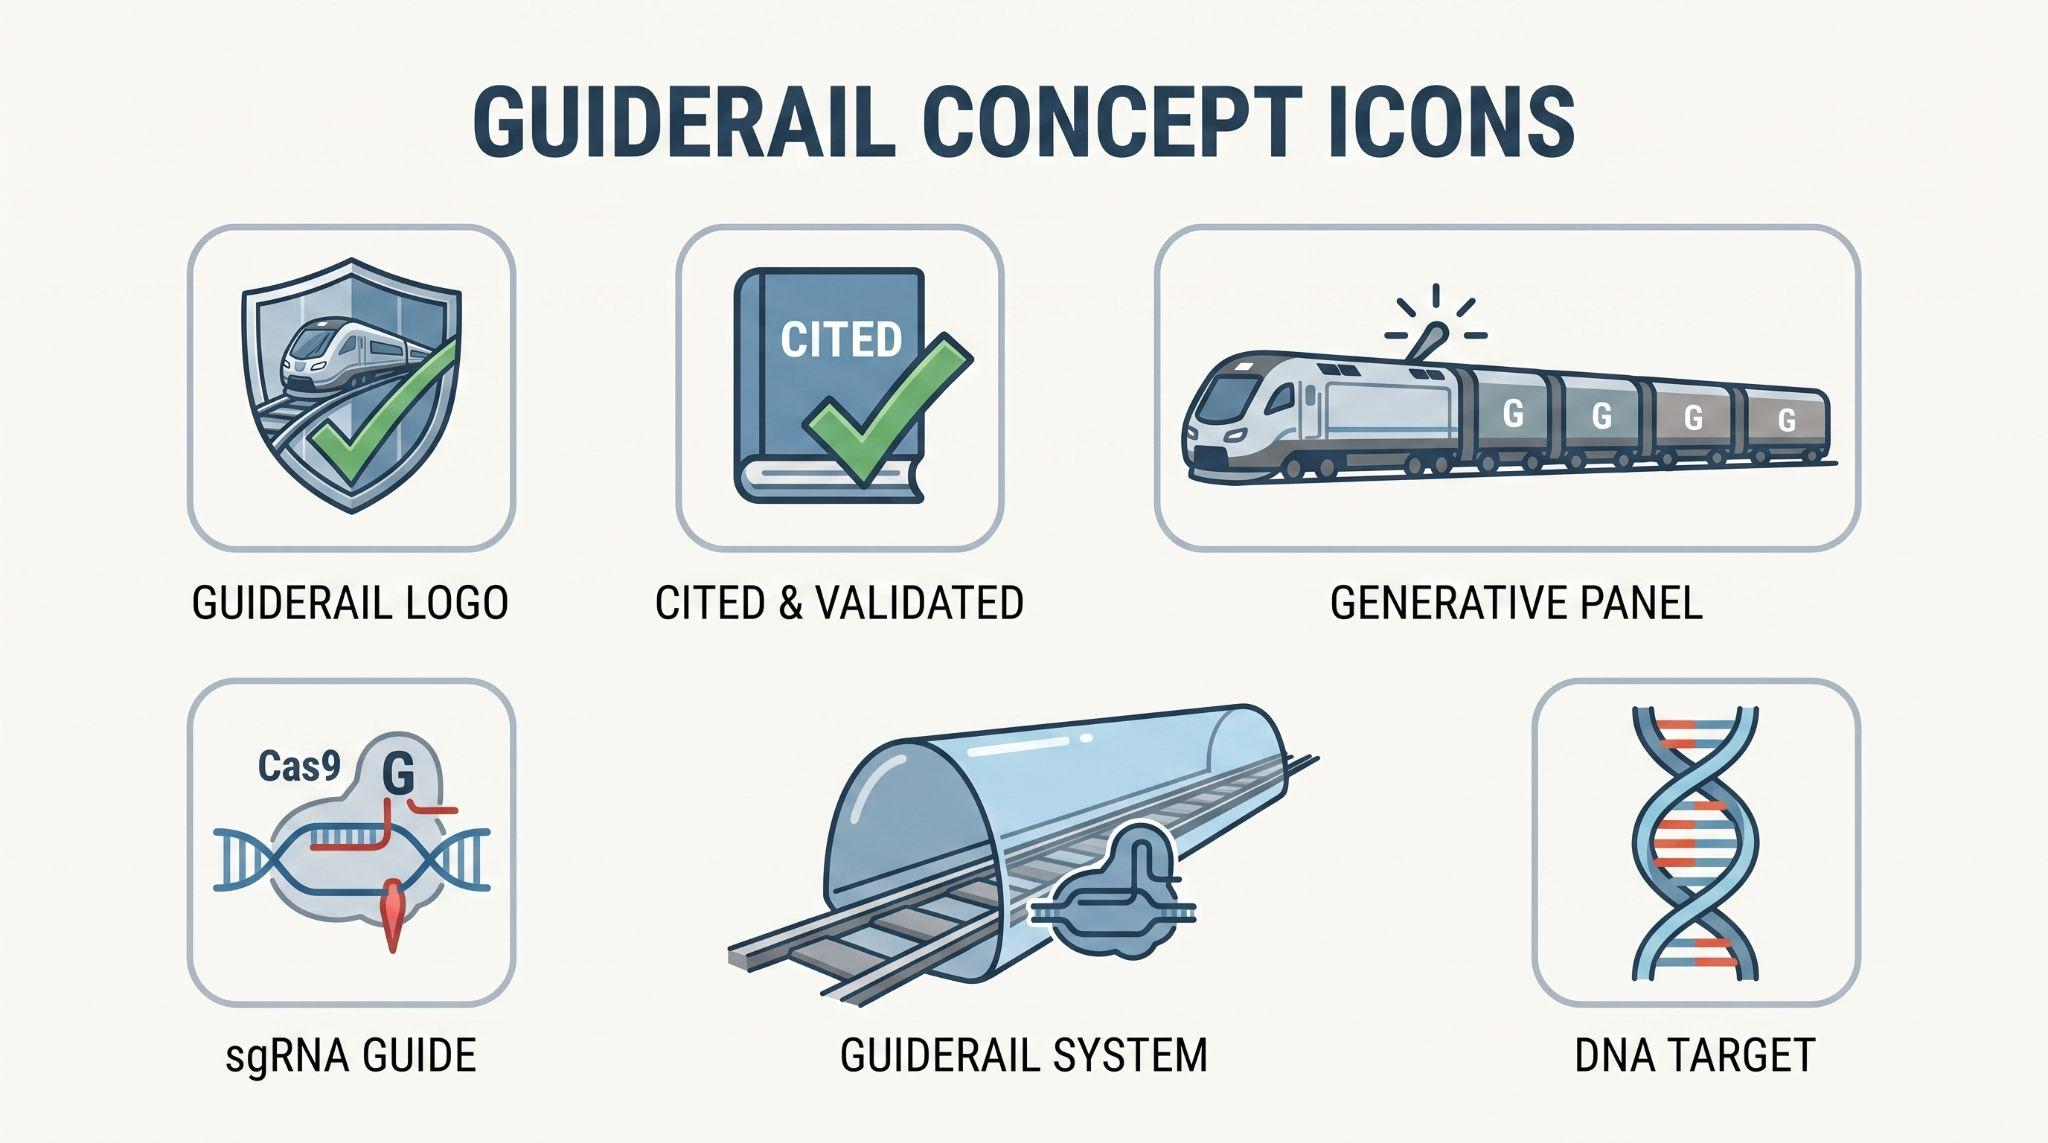 GUIDERAIL CONCEPT ICONS
CITED
G G G G
GUIDERAIL LOGO
CITED & VALIDATED
GENERATIVE PANEL
Cas9
G
sgRNA GUIDE
GUIDERAIL SYSTEM
DNA TARGET